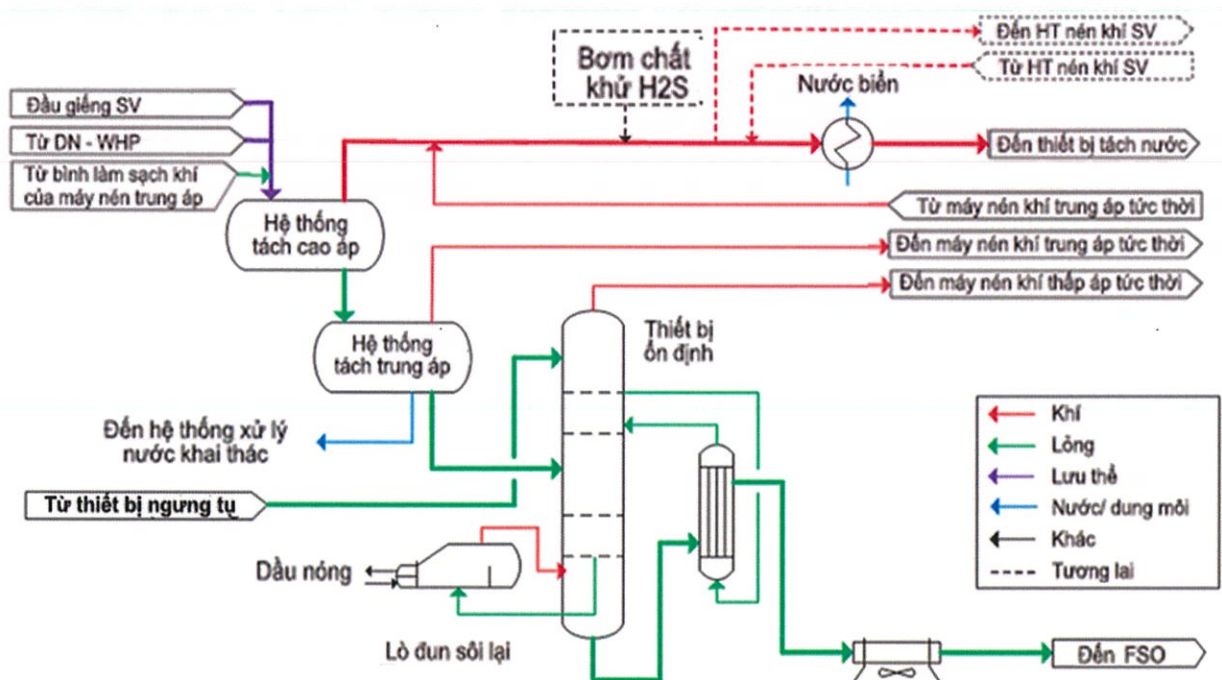 Đến HT nén khí SV
Bơm chất
khử H2S
Từ HT nén khí SV
Nước biển
Đầu giếng SV
Từ DN - WHP
Đến thiết bị tách nước
Từ bình làm sạch khí
của máy nén trung áp
Từ máy nén khí trung áp tức thời
Hệ thống
tách cao áp
Đến máy nén khí trung áp tức thời
Đến máy nén khí thấp áp tức thời
Thiết bị
ổn định
Hệ thống
tách trung áp
Đến hệ thống xử lý
nước khai thác
Từ thiết bị ngưng tụ
Khí
Lỏng
Lưu thể
Nước/ dung môi
Khác
Tương lai
Dầu nóng
Lò đun sôi lại
Đến FSO